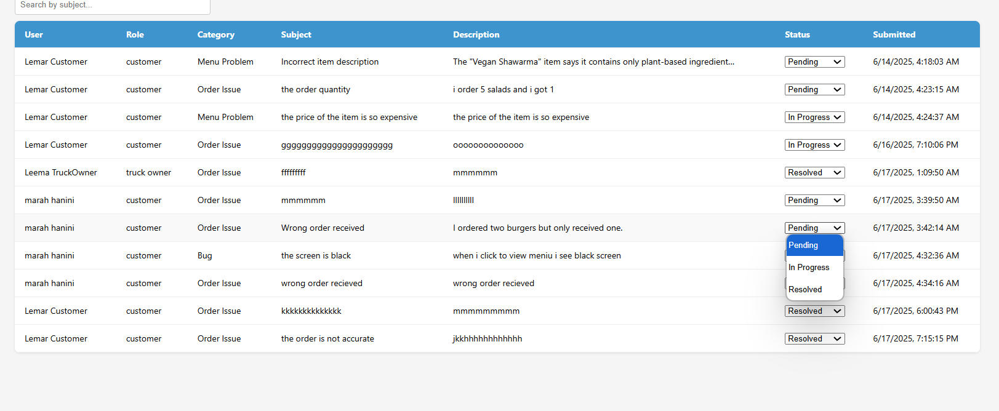 Search by subject...
User Role Category Subject Description Status Submitted
Lemar Customer customer Menu Problem Incorrect item description The "Vegan Shawarma" item says it contains only plant-based ingredient... Pending 6/14/2025, 4:18:03 AM
Lemar Customer customer Order Issue the order quantity i order 5 salads and i got 1 Pending 6/14/2025, 4:23:15 AM
Lemar Customer customer Menu Problem the price of the item is so expensive the price of the item is so expensive In Progress 6/14/2025, 4:24:37 AM
Lemar Customer customer Order Issue gggggggggggggggggggggg oooooooooooooo In Progress 6/16/2025, 7:10:06 PM
Leema TruckOwner truck owner Order Issue fffffffff mmmmmm Resolved 6/17/2025, 1:09:50 AM
marah hanini customer Order Issue mmmmmm llllllllll Pending 6/17/2025, 3:39:50 AM
marah hanini customer Order Issue Wrong order received I ordered two burgers but only received one. Pending 6/17/2025, 3:42:14 AM
Pending
marah hanini customer Bug the screen is black when i click to view meniu i see black screen 6/17/2025, 4:32:36 AM
In Progress
marah hanini customer Order Issue wrong order recieved wrong order recieved 6/17/2025, 4:34:16 AM
Resolved
Lemar Customer customer Order Issue kkkkkkkkkkkkkk mmmmmmmmm Resolved 6/17/2025, 6:00:43 PM
Lemar Customer customer Order Issue the order is not accurate jkkhhhhhhhhhhhh Resolved 6/17/2025, 7:15:15 PM